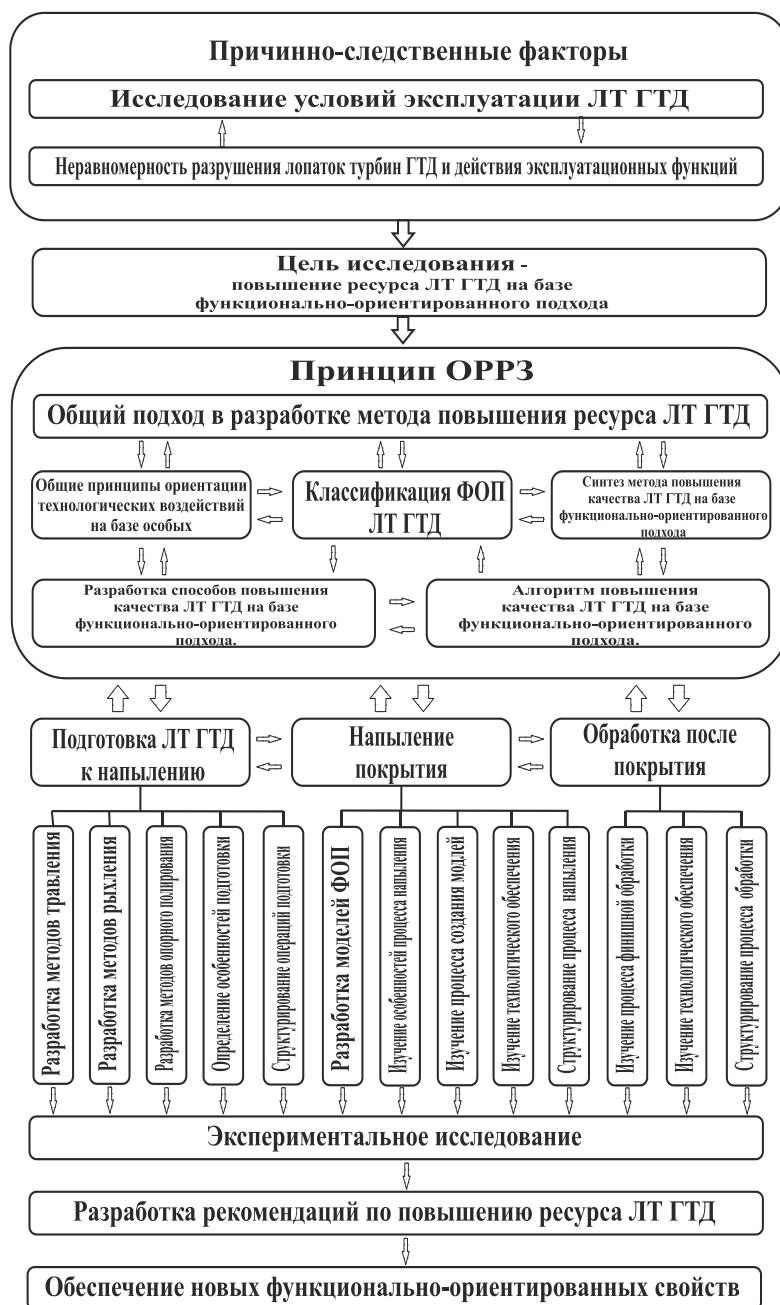 Причинно-следственные факторы
Исследование условий эксплуатации ЛТ ГТД
Неравномерность разрушения лопаток турбин ГТД и действия эксплуатационных функций
Цель исследования -
повышение ресурса ЛТ ГТД на базе
функционально-ориентированного подхода
Принцип ОРРЗ
Общий подход в разработке метода повышения ресурса ЛТ ГТД
Общие принципы ориентации
технологических воздействий
на базе особых
Классификация ФОП
ЛТ ГТД
Синтез метода повышения
качества ЛТ ГТД на базе
функционально-ориентированного
подхода
Разработка способов повышения
качества ЛТ ГТД на базе
функционально-ориентированного
подхода.
Алгоритм повышения
качества ЛТ ГТД на базе
функционально-ориентированного
подхода.
Подготовка ЛТ ГТД
к напылению
Напыление
покрытия
Обработка после
покрытия
Разработка методов травления
Разработка методов рыхления
Разработка методов опорного полирования
Определение особенностей подготовки
Структурирование операций подготовки
Разработка моделей ФОП
Изучение особенностей процесса напыления
Изучение процесса создания модлей
Изучение технологического обеспечения
Структурирование процесса напыления
Изучение процесса финишной обработки
Изучение технологического обеспечения
Структурирование процесса обработки
Экспериментальное исследование
Разработка рекомендаций по повышению ресурса ЛТ ГТД
Обеспечение новых функционально-ориентированных свойств